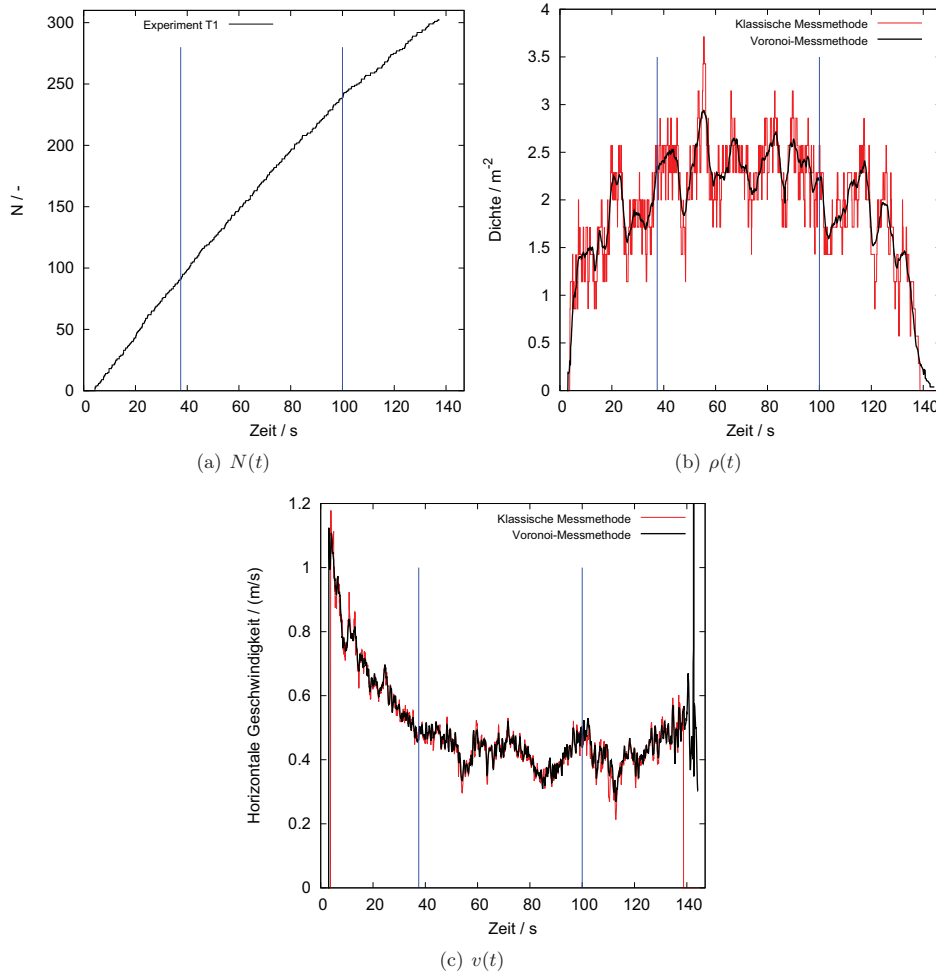 Experiment T1
300
250
200
150
100
50
0
N / -
0 20 40 60 80 100 120 140
Zeit / s
(a) N(t)
Klassische Messmethode
Voronoi-Messmethode
4
3.5
3
2.5
2
1.5
1
0.5
0
Dichte / m⁻²
0 20 40 60 80 100 120 140
Zeit / s
(b) ρ(t)
Klassische Messmethode
Voronoi-Messmethode
1.2
1
0.8
0.6
0.4
0.2
0
Horizontale Geschwindigkeit / (m/s)
0 20 40 60 80 100 120 140
Zeit / s
(c) v(t)